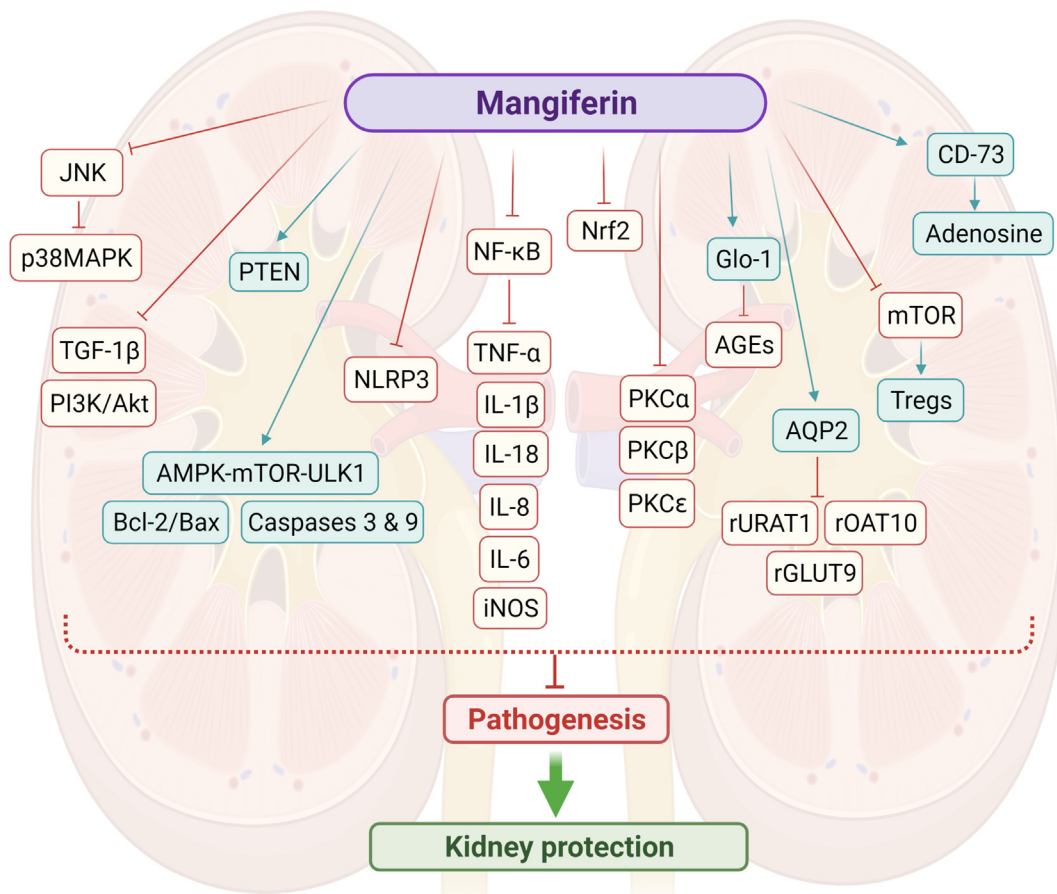 Mangiferin
JNK
p38MAPK
TGF-1β
PI3K/Akt
PTEN
AMPK-mTOR-ULK1
Bcl-2/Bax
Caspases 3 & 9
NLRP3
NF-κB
TNF-α
IL-1β
IL-18
IL-8
IL-6
iNOS
Nrf2
PKCα
PKCβ
PKCε
Glo-1
AGEs
AQP2
rURAT1
rOAT10
rGLUT9
mTOR
Tregs
CD-73
Adenosine
Pathogenesis
Kidney protection